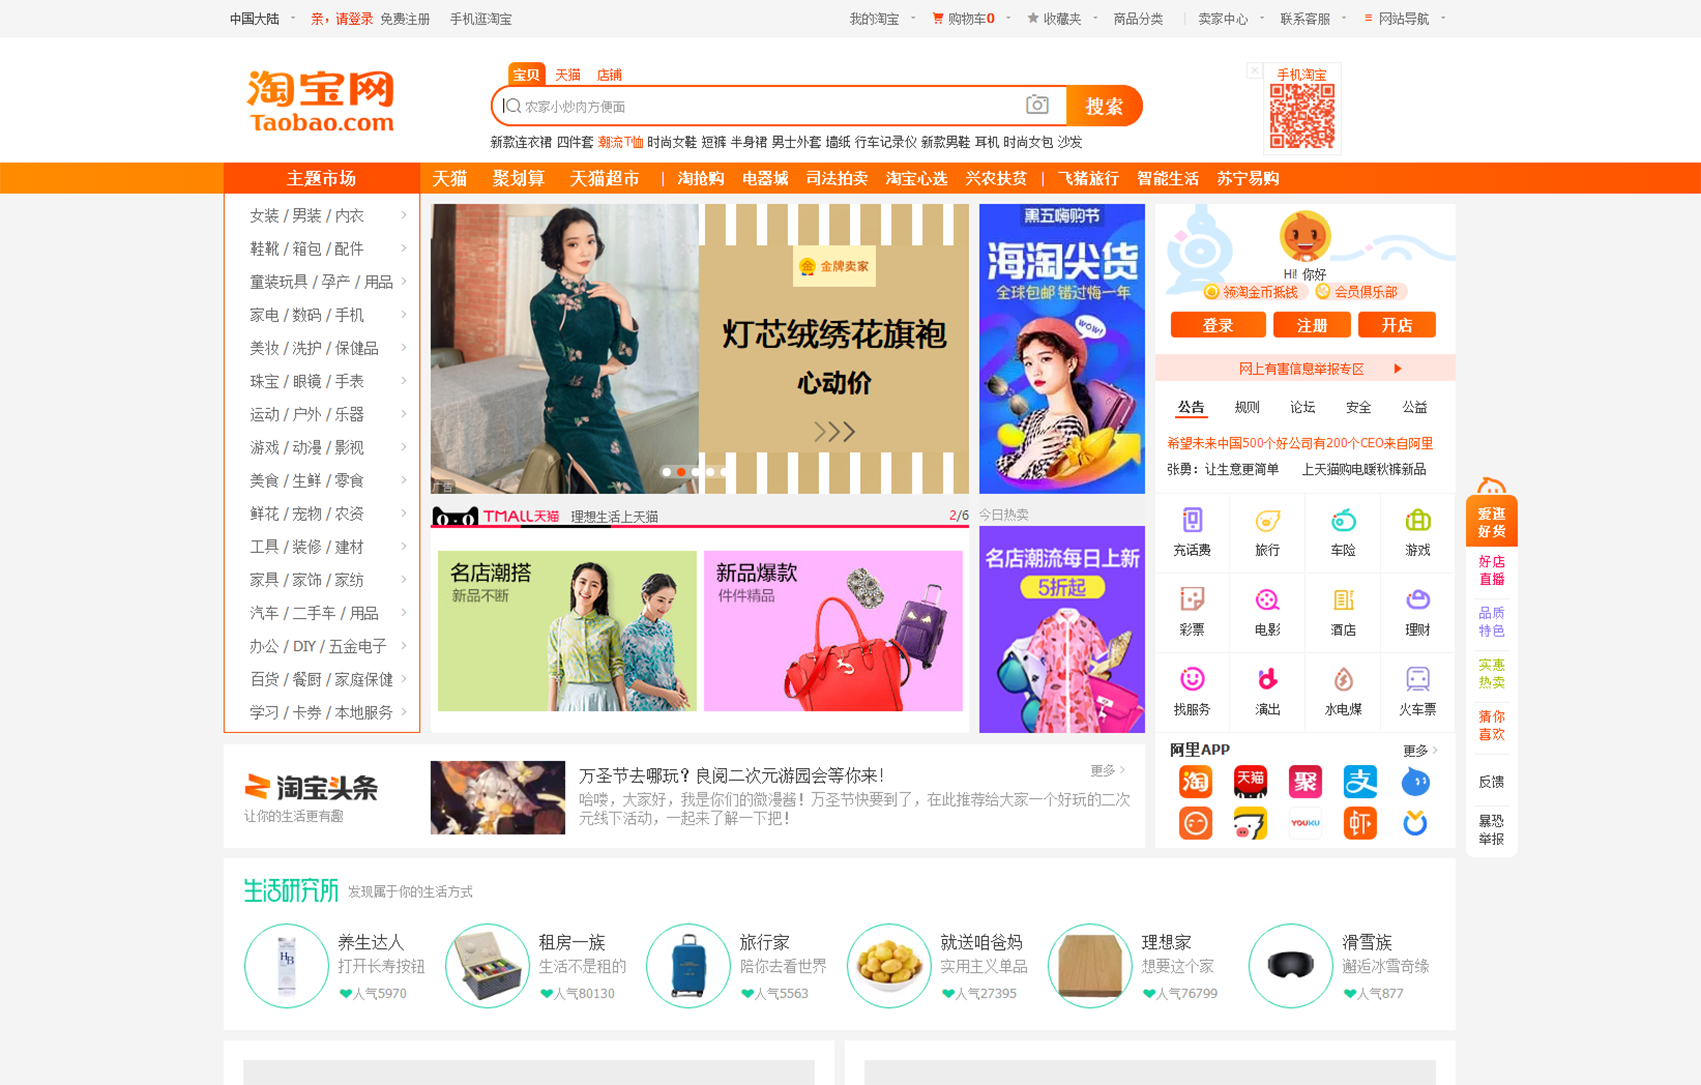 中国大陆 亲，请登录 免费注册 手机逛淘宝
我的淘宝 购物车0 收藏夹 商品分类 卖家中心 联系客服 网站导航
淘宝网
Taobao.com
宝贝 天猫 店铺
农家小炒肉方便面
搜索
新款连衣裙 四件套 潮流T恤 时尚女鞋 短裤 半身裙 男士外套 墙纸 行车记录仪 新款男鞋 耳机 时尚女包 沙发
手机淘宝
主题市场 天猫 聚划算 天猫超市 | 淘抢购 电器城 司法拍卖 淘宝心选 兴农扶贫 | 飞猪旅行 智能生活 苏宁易购
女装 / 男装 / 内衣
鞋靴 / 箱包 / 配件
童装玩具 / 孕产 / 用品
家电 / 数码 / 手机
美妆 / 洗护 / 保健品
珠宝 / 眼镜 / 手表
运动 / 户外 / 乐器
游戏 / 动漫 / 影视
美食 / 生鲜 / 零食
鲜花 / 宠物 / 农资
工具 / 装修 / 建材
家具 / 家饰 / 家纺
汽车 / 二手车 / 用品
办公 / DIY / 五金电子
百货 / 餐厨 / 家庭保健
学习 / 卡券 / 本地服务
金牌卖家
灯芯绒绣花旗袍
心动价
广告
黑五嗨购节
海淘尖货
全球包邮 错过悔一年
WOW!
TMALL天猫 理想生活上天猫 2/6
名店潮搭
新品不断
新品爆款
件件精品
今日热卖
名店潮流每日上新
5折起
Hi! 你好
领淘金币抵钱 会员俱乐部
登录 注册 开店
网上有害信息举报专区
公告 规则 论坛 安全 公益
希望未来中国500个好公司有200个CEO来自阿里
张勇：让生意更简单 上天猫购电暖秋裤新品
充话费 旅行 车险 游戏
彩票 电影 酒店 理财
找服务 演出 水电煤 火车票
阿里APP 更多
淘 天猫 聚 支
YOUKU 虾
爱逛
好货
好店
直播
品质
特色
实惠
热卖
猜你
喜欢
反馈
暴恐
举报
淘宝头条
让你的生活更有趣
万圣节去哪玩？良阅二次元游园会等你来！
更多
哈喽，大家好，我是你们的微漫酱！万圣节快要到了，在此推荐给大家一个好玩的二次
元线下活动，一起来了解一下把！
生活研究所 发现属于你的生活方式
养生达人
打开长寿按钮
人气5970
租房一族
生活不是租的
人气80130
旅行家
陪你去看世界
人气5563
就送咱爸妈
实用主义单品
人气27395
理想家
想要这个家
人气76799
滑雪族
邂逅冰雪奇缘
人气877